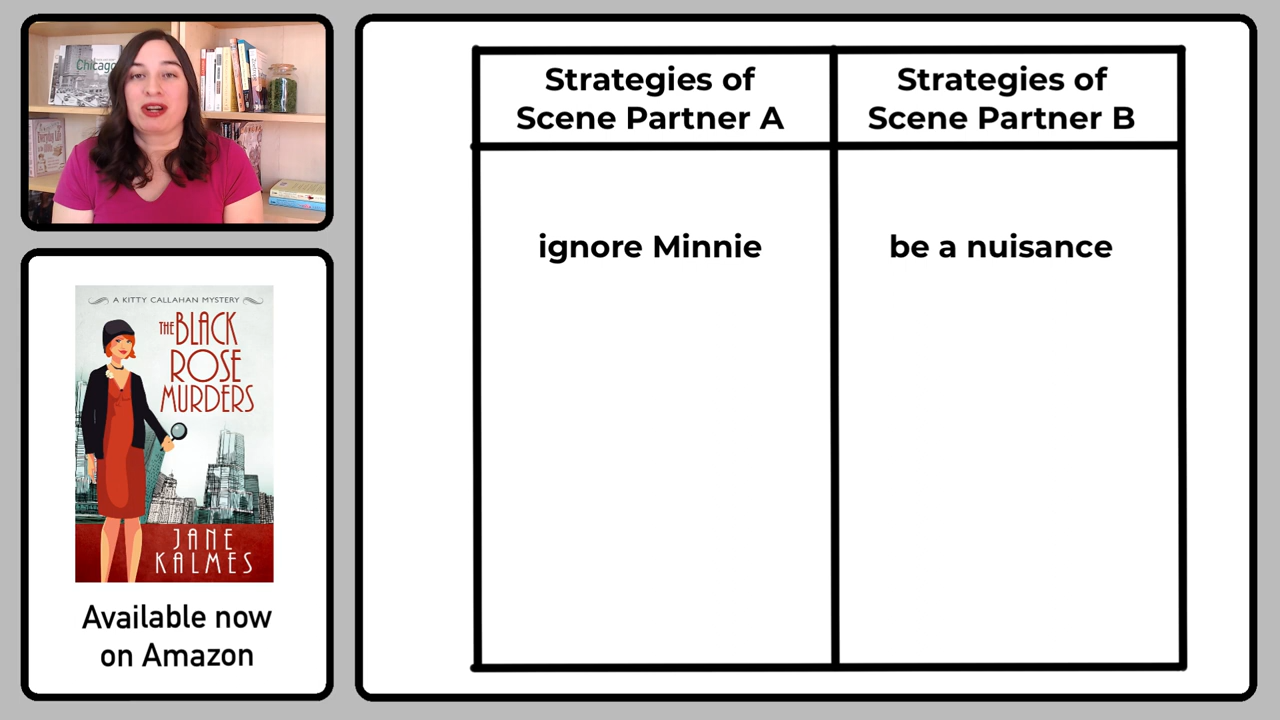 Chicago
Strategies of
Scene Partner A
Strategies of
Scene Partner B
ignore Minnie
be a nuisance
A KITTY CALLAHAN MYSTERY
THE BLACK
ROSE
MURDERS
JANE
KALMES
Available now
on Amazon